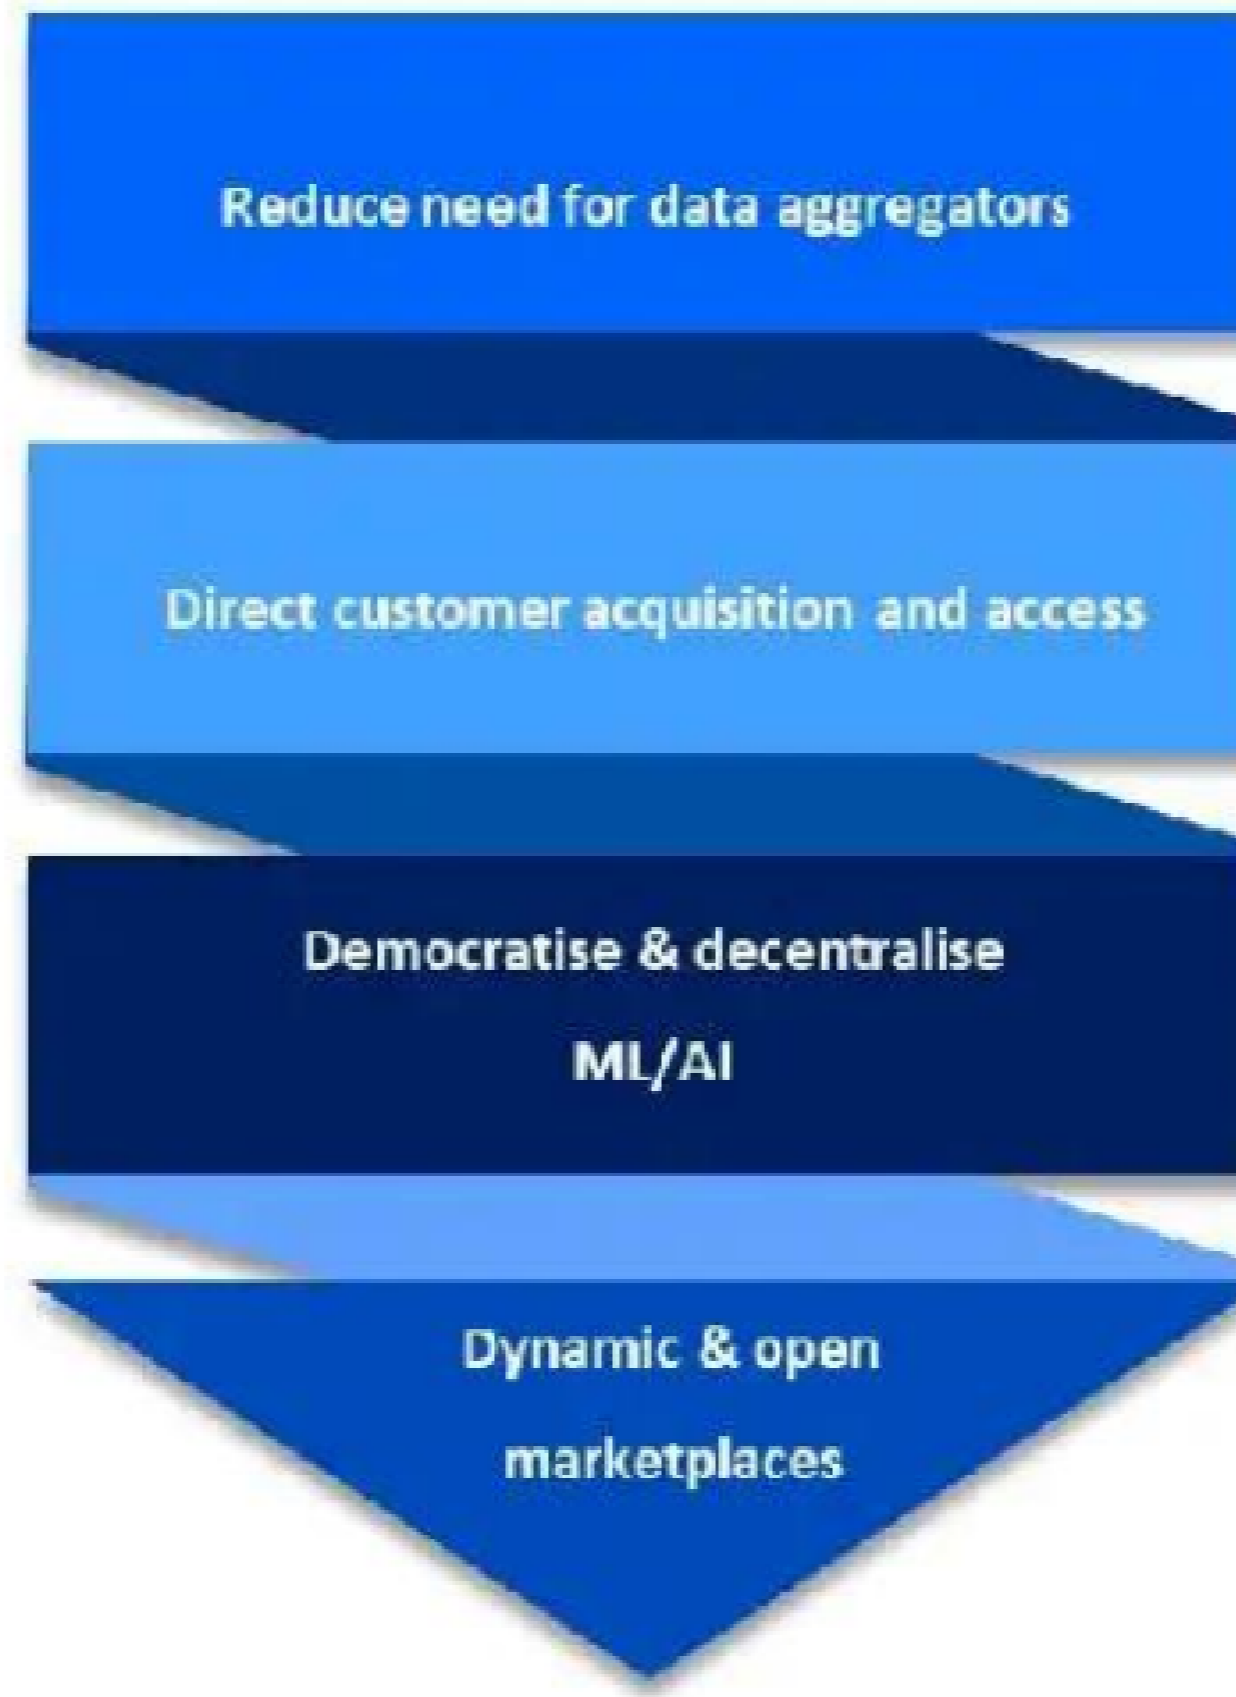 Reduce need for data aggregators
Direct customer acquisition and access
Democratise & decentralise
ML/AI
Dynamic & open
marketplaces